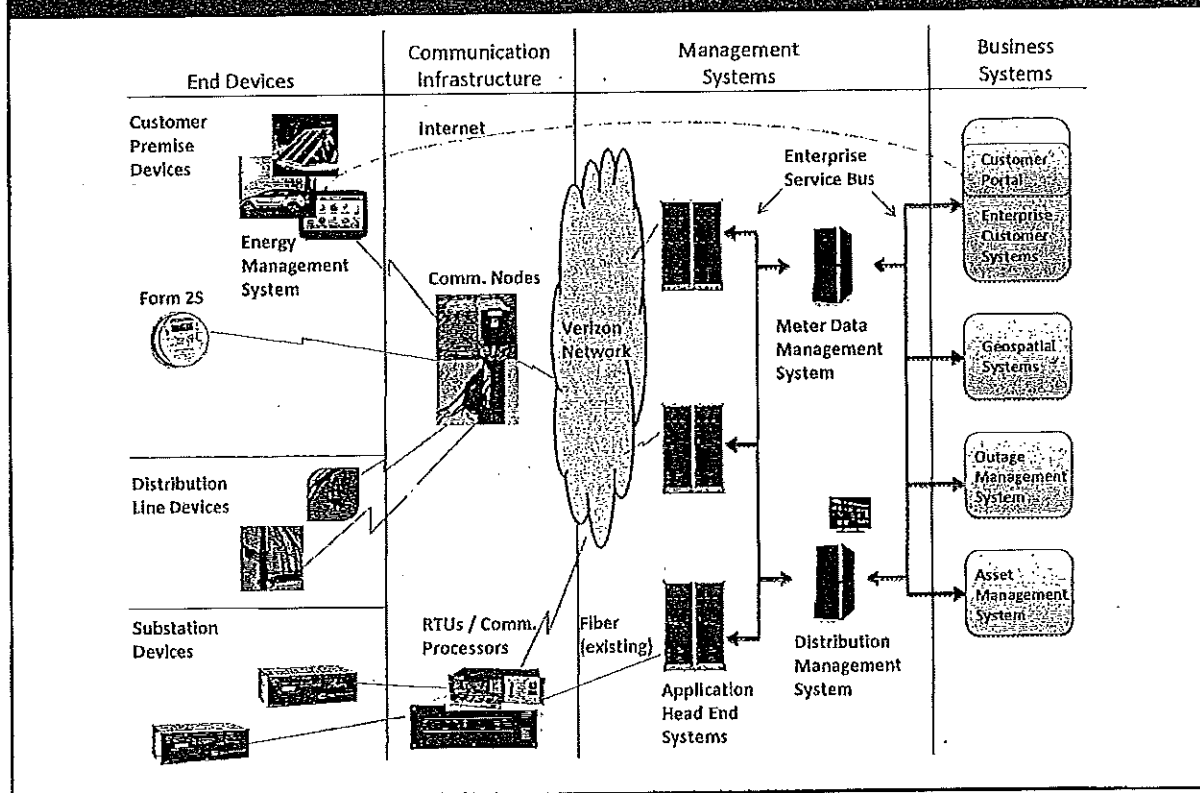 End Devices
Communication
Infrastructure
Management
Systems
Business
Systems
Customer
Premise
Devices
Energy
Management
System
Form 2S
Distribution
Line Devices
Substation
Devices
Internet
Comm. Nodes
Verizon
Network
RTUs / Comm.
Processors
Fiber
(existing)
Enterprise
Service Bus
Meter Data
Management
System
Distribution
Management
System
Application
Head End
Systems
Customer
Portal
Enterprise
Customer
Systems
Geospatial
Systems
Outage
Management
System
Asset
Management
System